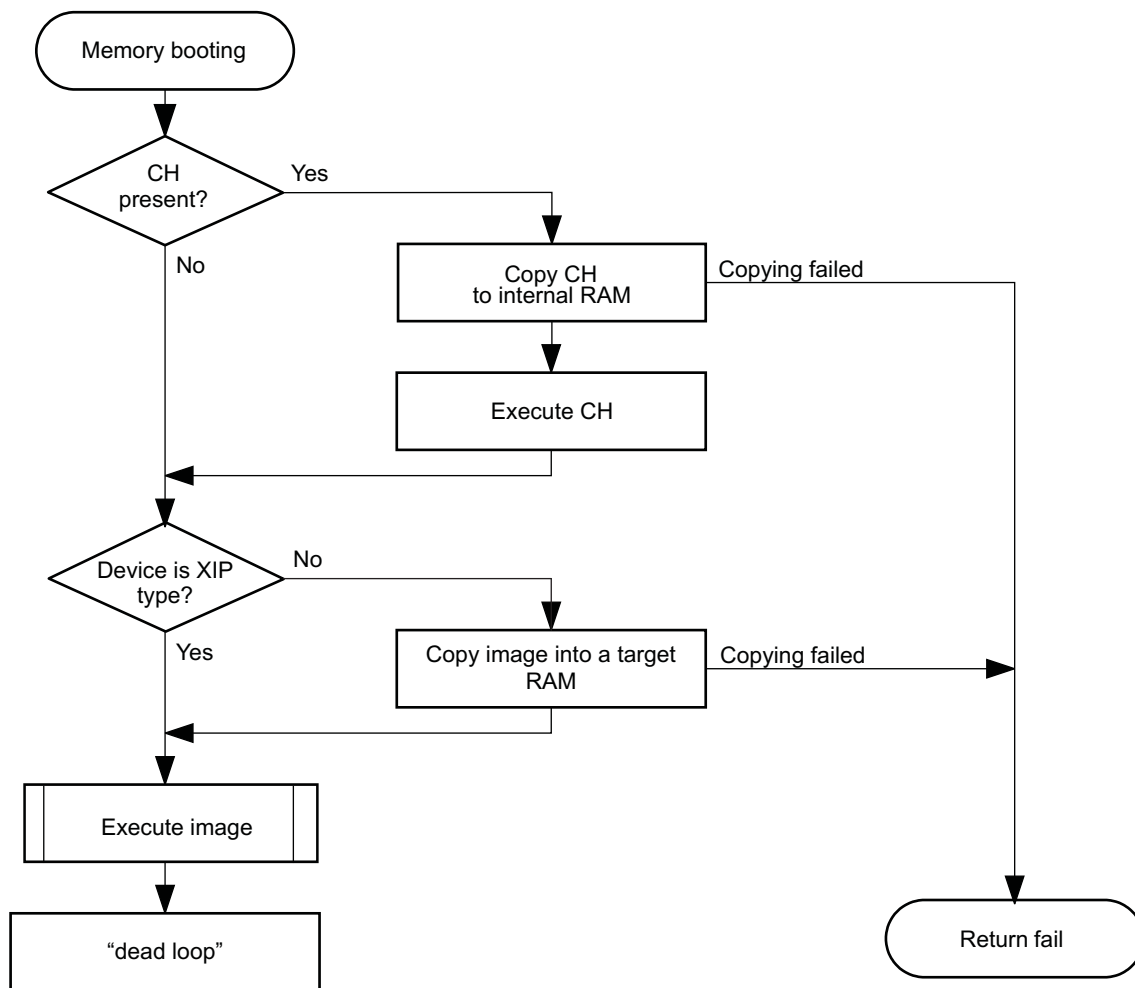 Memory booting
CH
present?
Yes
No
Copy CH
to internal RAM
Copying failed
Execute CH
Device is XIP
type?
No
Yes
Copy image into a target
RAM
Copying failed
Execute image
“dead loop”
Return fail